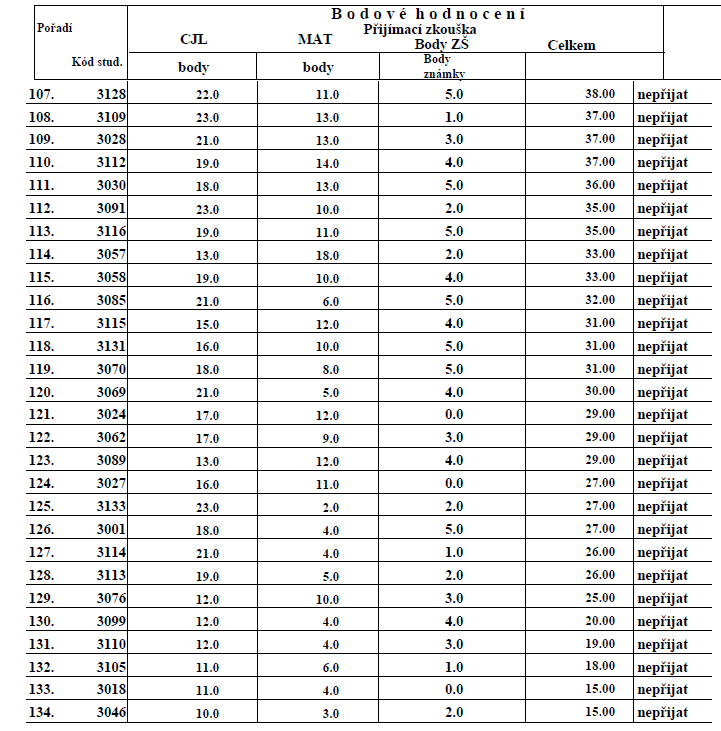 Bodové hodnocení
Pořadí Přijímací zkouška
CJL MAT Body ZŠ Celkem
Kód stud. body body Body
známky
107. 3128 22.0 11.0 5.0 38.00 nepřijat
108. 3109 23.0 13.0 1.0 37.00 nepřijat
109. 3028 21.0 13.0 3.0 37.00 nepřijat
110. 3112 19.0 14.0 4.0 37.00 nepřijat
111. 3030 18.0 13.0 5.0 36.00 nepřijat
112. 3091 23.0 10.0 2.0 35.00 nepřijat
113. 3116 19.0 11.0 5.0 35.00 nepřijat
114. 3057 13.0 18.0 2.0 33.00 nepřijat
115. 3058 19.0 10.0 4.0 33.00 nepřijat
116. 3085 21.0 6.0 5.0 32.00 nepřijat
117. 3115 15.0 12.0 4.0 31.00 nepřijat
118. 3131 16.0 10.0 5.0 31.00 nepřijat
119. 3070 18.0 8.0 5.0 31.00 nepřijat
120. 3069 21.0 5.0 4.0 30.00 nepřijat
121. 3024 17.0 12.0 0.0 29.00 nepřijat
122. 3062 17.0 9.0 3.0 29.00 nepřijat
123. 3089 13.0 12.0 4.0 29.00 nepřijat
124. 3027 16.0 11.0 0.0 27.00 nepřijat
125. 3133 23.0 2.0 2.0 27.00 nepřijat
126. 3001 18.0 4.0 5.0 27.00 nepřijat
127. 3114 21.0 4.0 1.0 26.00 nepřijat
128. 3113 19.0 5.0 2.0 26.00 nepřijat
129. 3076 12.0 10.0 3.0 25.00 nepřijat
130. 3099 12.0 4.0 4.0 20.00 nepřijat
131. 3110 12.0 4.0 3.0 19.00 nepřijat
132. 3105 11.0 6.0 1.0 18.00 nepřijat
133. 3018 11.0 4.0 0.0 15.00 nepřijat
134. 3046 10.0 3.0 2.0 15.00 nepřijat